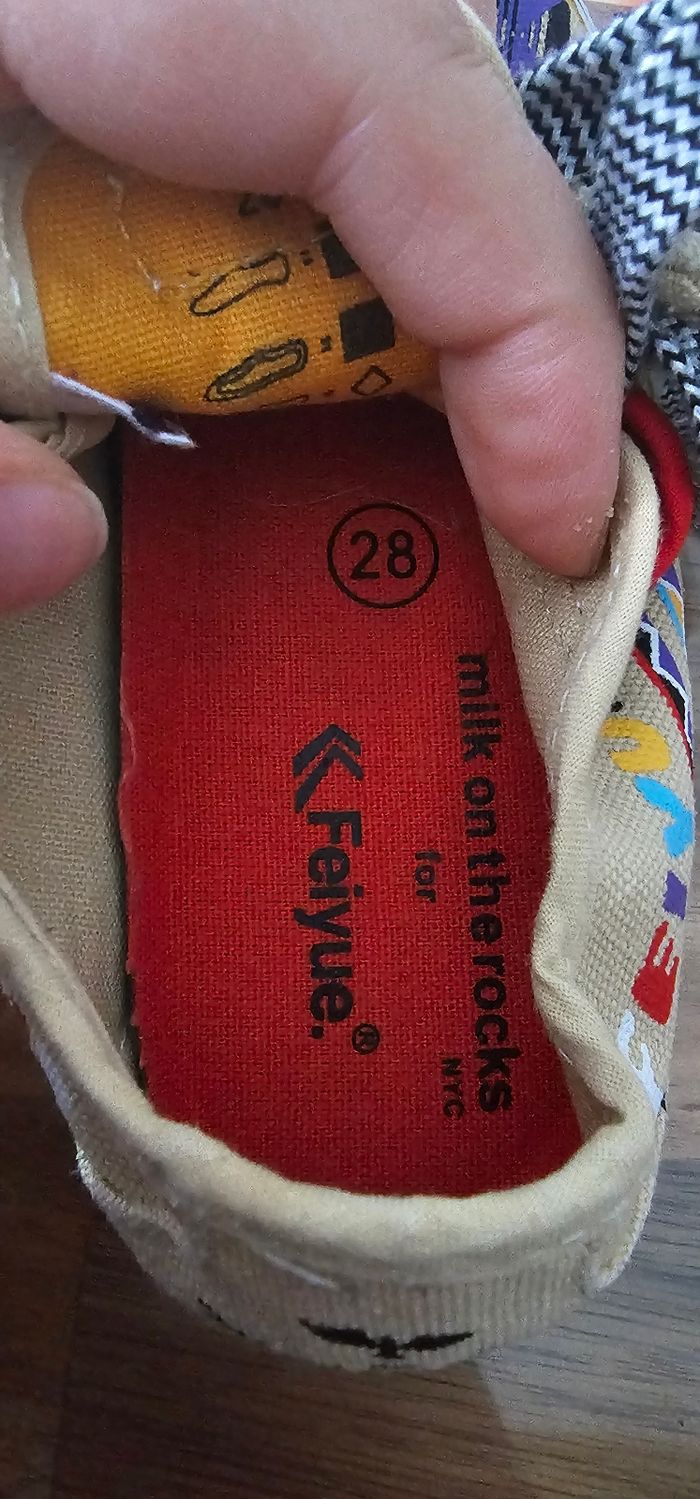 28
milk on the rocks
NYC
for
Feiyue.®